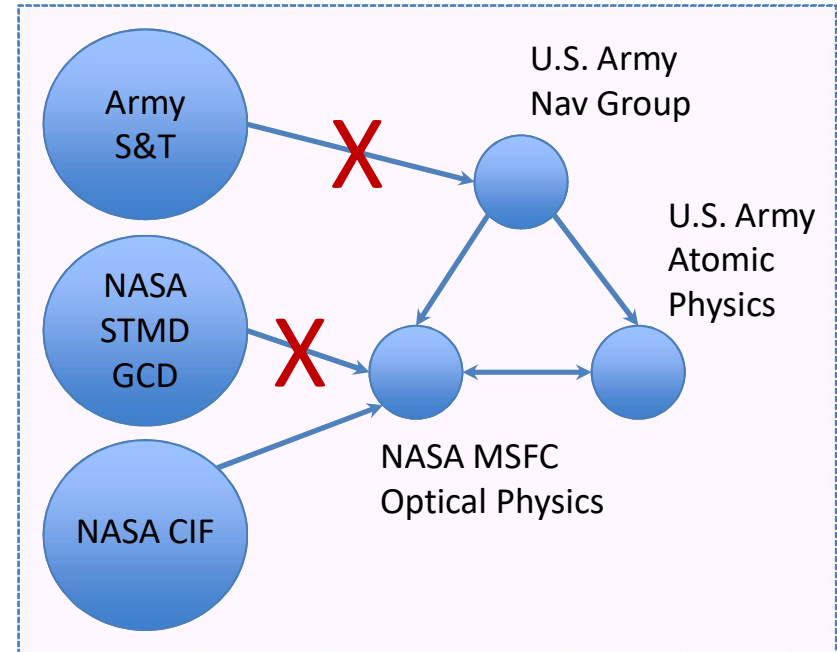 Army
S&T
X
U.S. Army
Nav Group
U.S. Army
Atomic
Physics
NASA
STMD
GCD
X
NASA MSFC
Optical Physics
NASA CIF